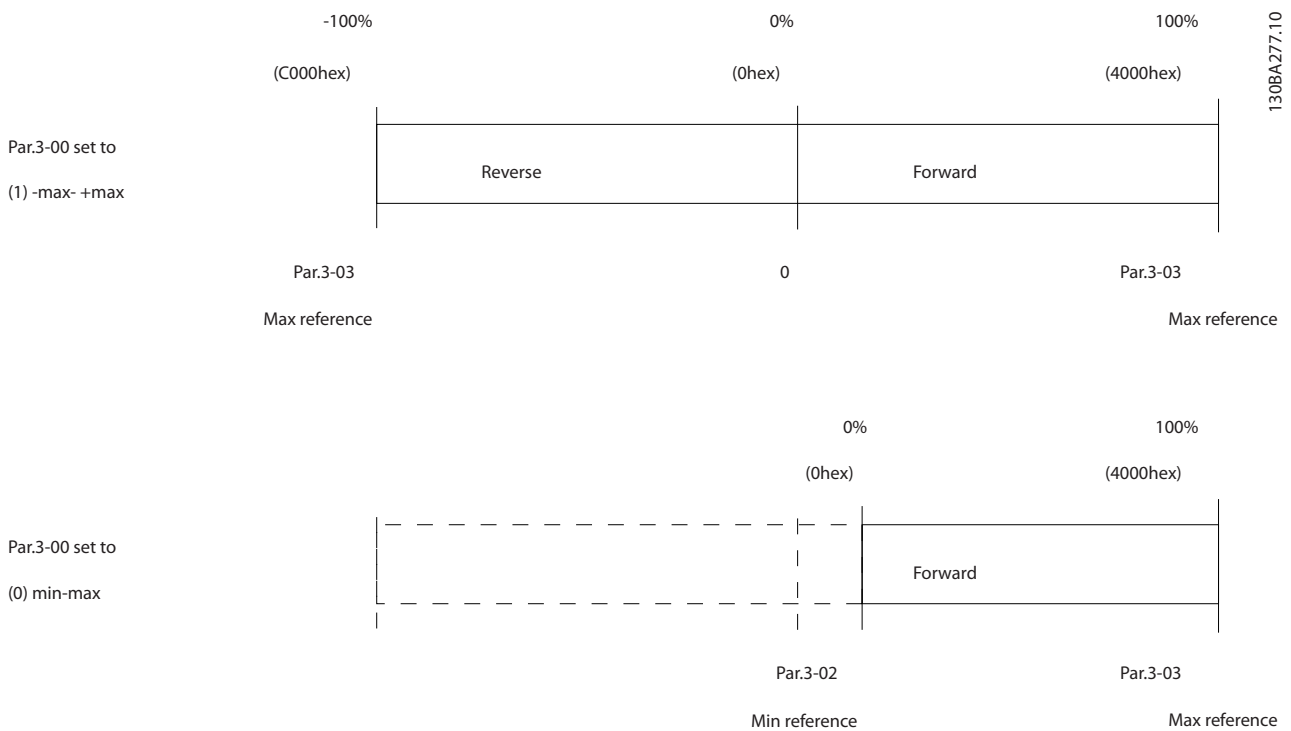 -100% 0% 100%
(C000hex) (0hex) (4000hex)
130BA277.10
Par.3-00 set to
(1) -max- +max
Reverse Forward
Par.3-03 0 Par.3-03
Max reference Max reference
0% 100%
(0hex) (4000hex)
Par.3-00 set to
(0) min-max
Forward
Par.3-02 Par.3-03
Min reference Max reference